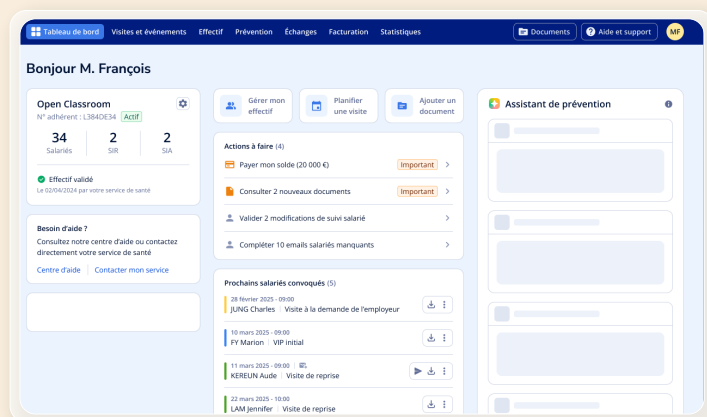 Tableau de bord
Visites et événements
Effectif
Prévention
Échanges
Facturation
Statistiques
Documents
Aide et support
MF
Bonjour M. François
Open Classroom
N° adhérent : L384DE34 Actif
34 2 2
Salariés SIR SIA
Effectif validé
Le 02/04/2024 par votre service de santé
Besoin d'aide ?
Consultez notre centre d'aide ou contactez
directement votre service de santé
Centre d'aide Contacter mon service
Gérer mon
effectif
Planifier
une visite
Ajouter un
document
Actions à faire (4)
Payer mon solde (20 000 €) Important
Consulter 2 nouveaux documents Important
Valider 2 modifications de suivi salarié
Compléter 10 emails salariés manquants
Prochains salariés convoqués (5)
28 février 2025 - 09:00
JUNG Charles | Visite à la demande de l'employeur
10 mars 2025 - 09:00
FY Marion | VIP initial
11 mars 2025 - 09:00
KEREUN Aude | Visite de reprise
22 mars 2025 - 10:00
LAM Jennifer | Visite de reprise
Assistant de prévention